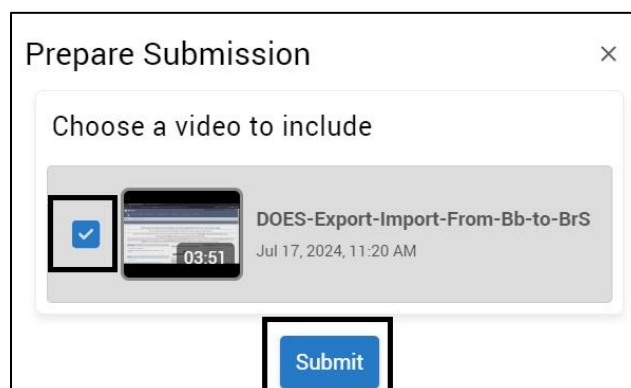 Prepare Submission
Choose a video to include
DOES-Export-Import-From-Bb-to-BrS
03:51
Jul 17, 2024, 11:20 AM
Submit